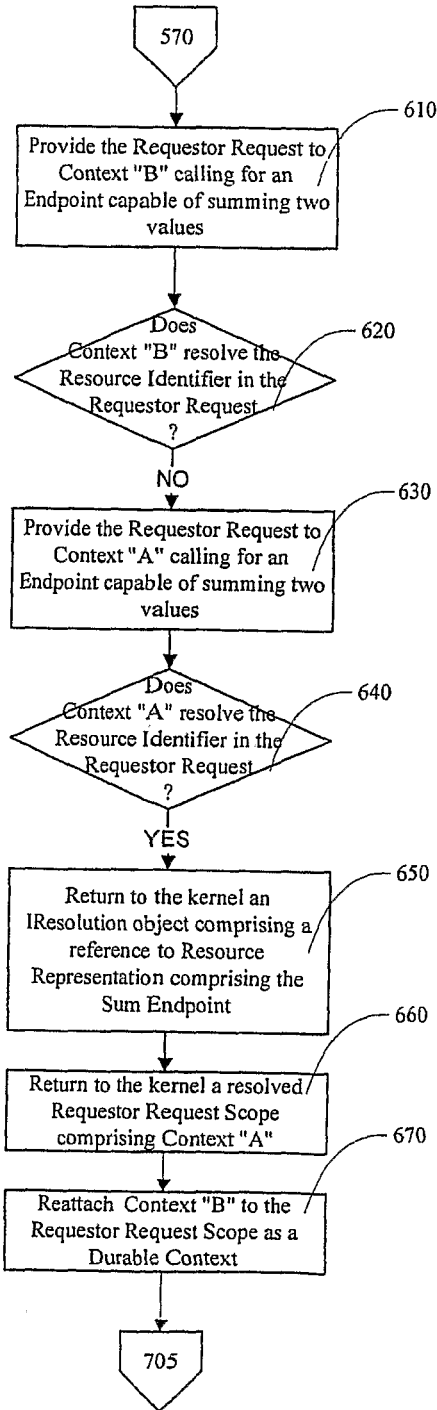 570
610
Provide the Requestor Request to
Context "B" calling for an
Endpoint capable of summing two
values
620
Does
Context "B" resolve the
Resource Identifier in the
Requestor Request
?
NO
630
Provide the Requestor Request to
Context "A" calling for an
Endpoint capable of summing two
values
640
Does
Context "A" resolve the
Resource Identifier in the
Requestor Request
?
YES
650
Return to the kernel an
IResolution object comprising a
reference to Resource
Representation comprising the
Sum Endpoint
660
Return to the kernel a resolved
Requestor Request Scope
comprising Context "A"
670
Reattach Context "B" to the
Requestor Request Scope as a
Durable Context
705